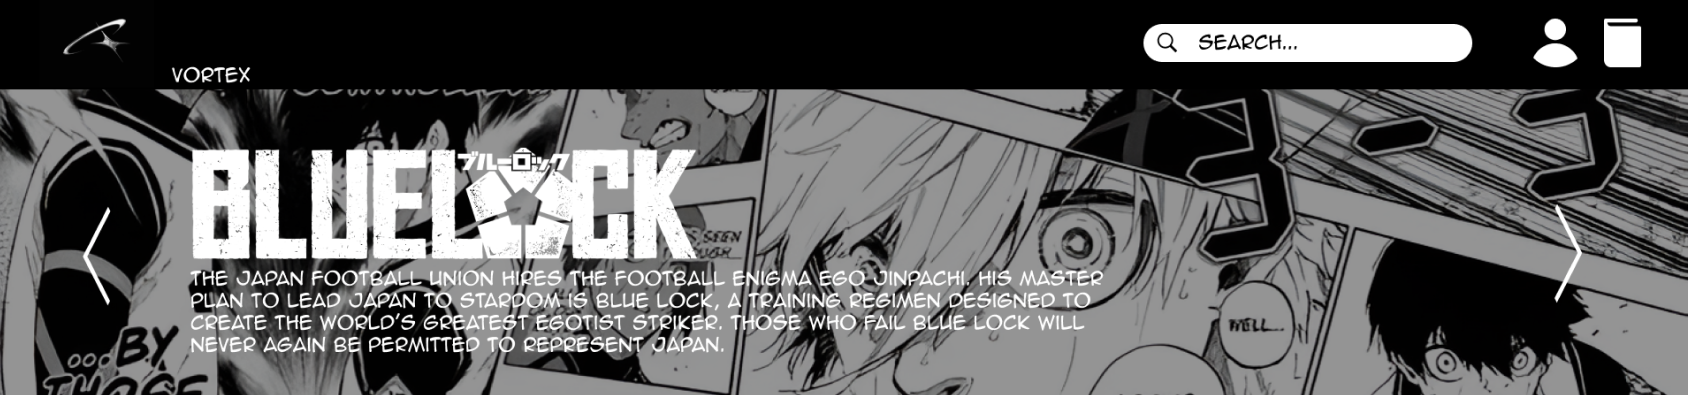 VORTEX
SEARCH...
ブルーロック
BLUELOCK
THE JAPAN FOOTBALL UNION HIRES THE FOOTBALL ENIGMA EGO JINPACHI. HIS MASTER
PLAN TO LEAD JAPAN TO STARDOM IS BLUE LOCK, A TRAINING REGIMEN DESIGNED TO
CREATE THE WORLD'S GREATEST EGOTIST STRIKER. THOSE WHO FAIL BLUE LOCK WILL
NEVER AGAIN BE PERMITTED TO REPRESENT JAPAN.
SEEN
WELL...
...BY
THOSE